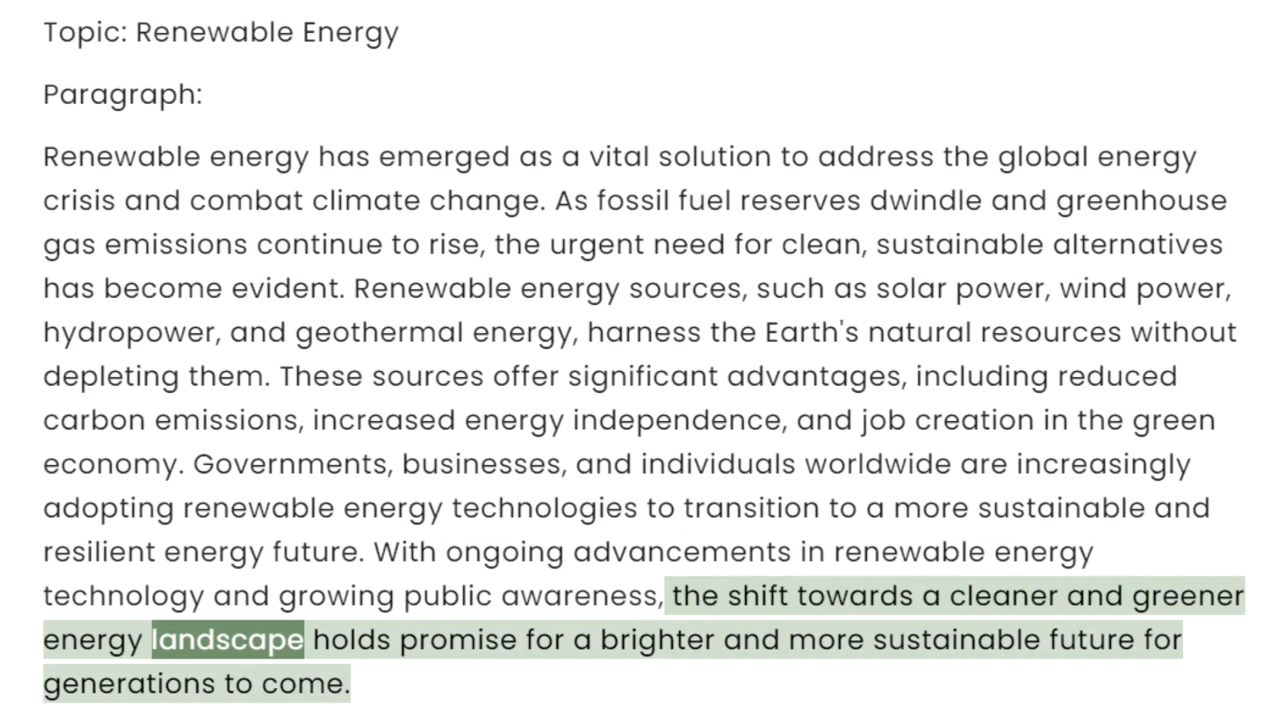 Topic: Renewable Energy
Paragraph:
Renewable energy has emerged as a vital solution to address the global energy
crisis and combat climate change. As fossil fuel reserves dwindle and greenhouse
gas emissions continue to rise, the urgent need for clean, sustainable alternatives
has become evident. Renewable energy sources, such as solar power, wind power,
hydropower, and geothermal energy, harness the Earth's natural resources without
depleting them. These sources offer significant advantages, including reduced
carbon emissions, increased energy independence, and job creation in the green
economy. Governments, businesses, and individuals worldwide are increasingly
adopting renewable energy technologies to transition to a more sustainable and
resilient energy future. With ongoing advancements in renewable energy
technology and growing public awareness, the shift towards a cleaner and greener
energy landscape holds promise for a brighter and more sustainable future for
generations to come.